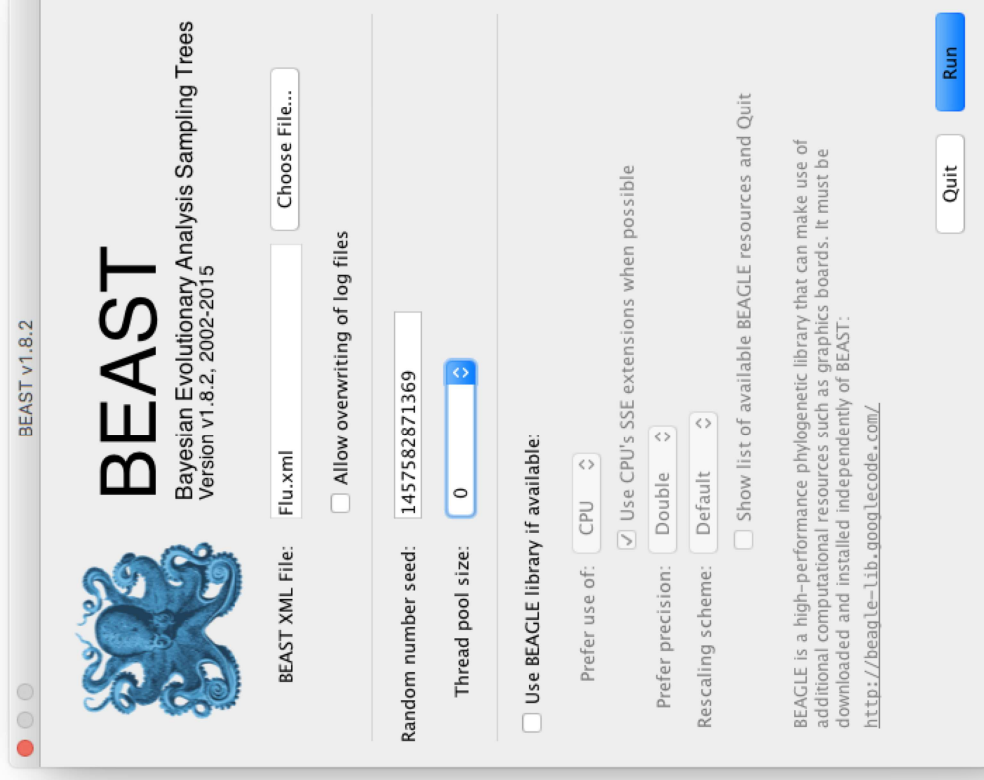 BEAST v1.8.2
BEAST
Bayesian Evolutionary Analysis Sampling Trees
Version v1.8.2, 2002-2015
BEAST XML File: Flu.xml Choose File...
Allow overwriting of log files
Random number seed: 1457582871369
Thread pool size: 0
Use BEAGLE library if available:
Prefer use of: CPU
Use CPU's SSE extensions when possible
Prefer precision: Double
Rescaling scheme: Default
Show list of available BEAGLE resources and Quit
BEAGLE is a high-performance phylogenetic library that can make use of
additional computational resources such as graphics boards. It must be
downloaded and installed independently of BEAST:
http://beagle-lib.googlecode.com/
Quit Run